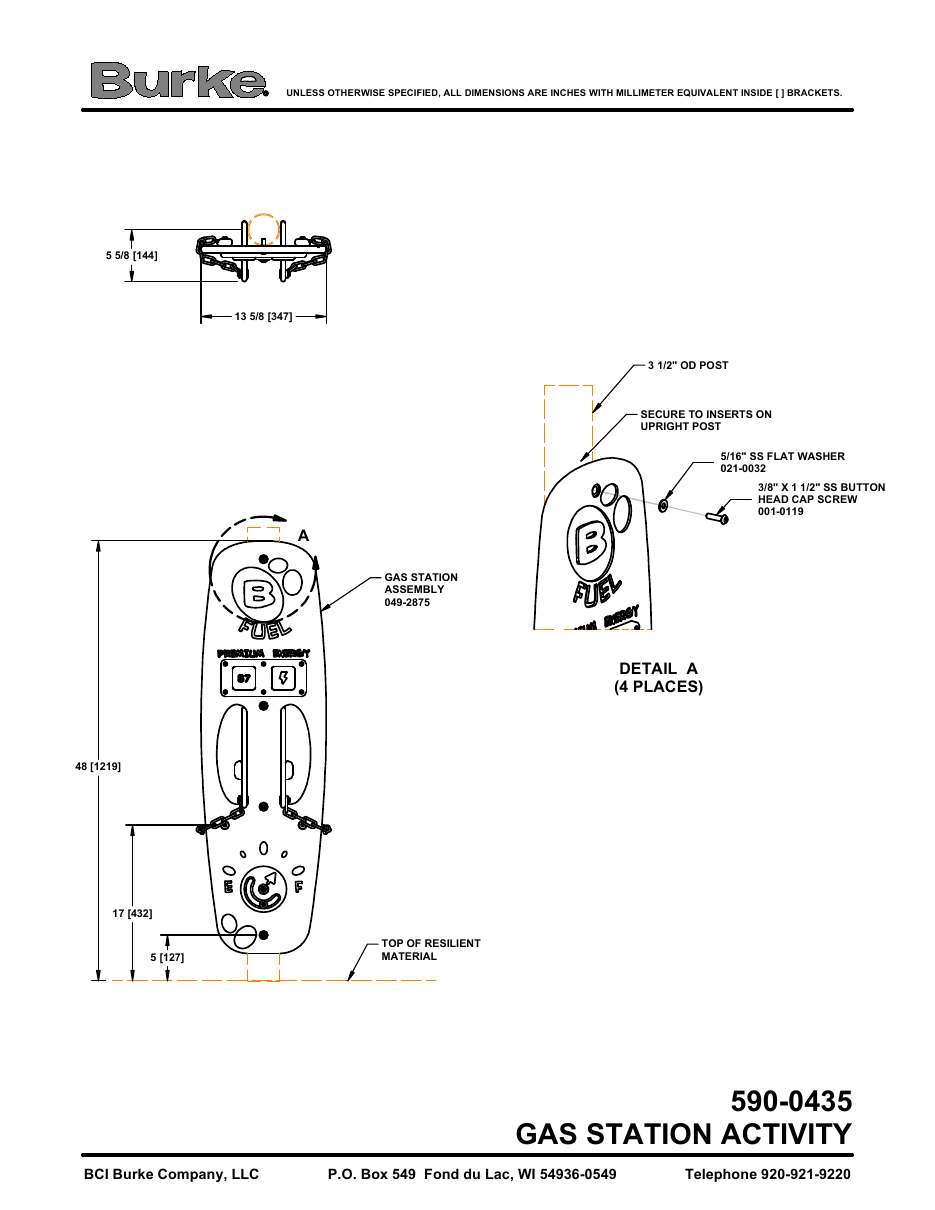 Burke
UNLESS OTHERWISE SPECIFIED, ALL DIMENSIONS ARE INCHES WITH MILLIMETER EQUIVALENT INSIDE [ ] BRACKETS.
5 5/8 [144]
13 5/8 [347]
3 1/2" OD POST
SECURE TO INSERTS ON
UPRIGHT POST
5/16" SS FLAT WASHER
021-0032
3/8" X 1 1/2" SS BUTTON
HEAD CAP SCREW
001-0119
B
FUEL
ENERGY
DETAIL A
(4 PLACES)
A
GAS STATION
ASSEMBLY
049-2875
B
FUEL
PREMIUM ENERGY
87
48 [1219]
E F
17 [432]
5 [127]
TOP OF RESILIENT
MATERIAL
590-0435
GAS STATION ACTIVITY
BCI Burke Company, LLC P.O. Box 549 Fond du Lac, WI 54936-0549 Telephone 920-921-9220